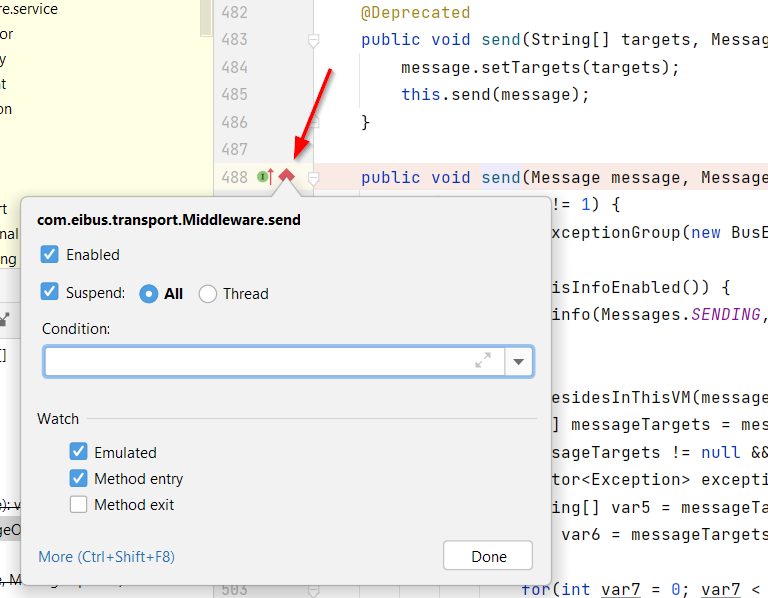 re.service
or
y
t
on
rt
nal
ng
[]
e): v
geO
e, M
482 @Deprecated
483 public void send(String[] targets, Messag
484 message.setTargets(targets);
485 this.send(message);
486 }
487
488 I public void send(Message message, Message
!= 1) {
xceptionGroup(new BusE
isInfoEnabled()) {
info(Messages.SENDING,
esidesInThisVM(message
] messageTargets = mes
sageTargets != null &&
tor<Exception> excepti
ing[] var5 = messageTa
var6 = messageTargets
503 for(int var7 = 0; var7 <
com.eibus.transport.Middleware.send
Enabled
Suspend: All Thread
Condition:
Watch
Emulated
Method entry
Method exit
More (Ctrl+Shift+F8) Done